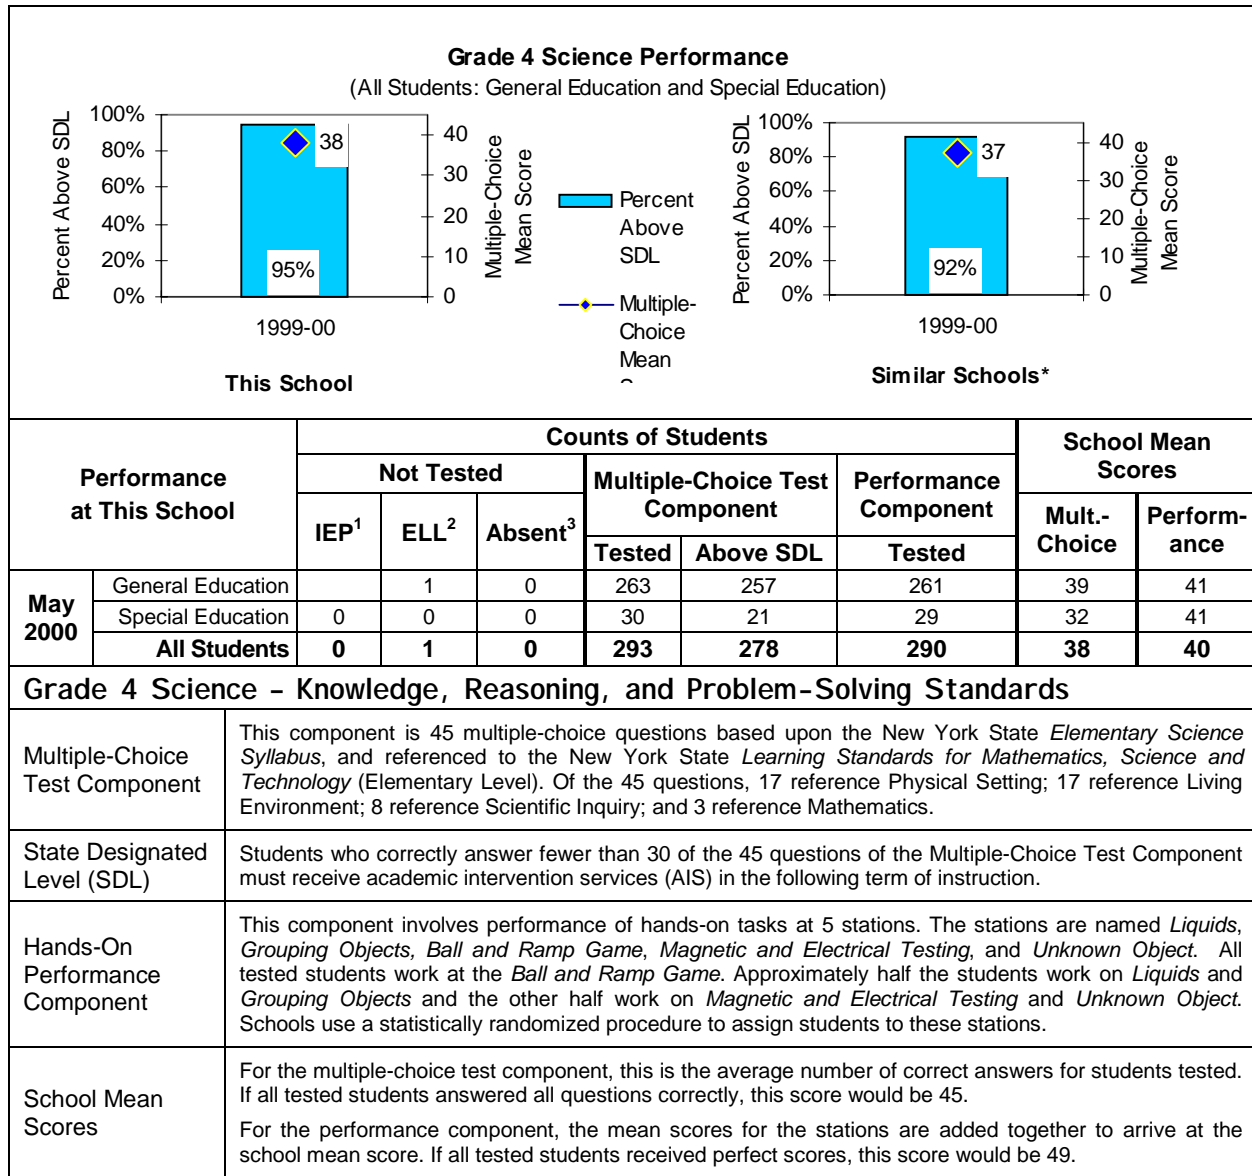 Grade 4 Science Performance
(All Students: General Education and Special Education)
Percent Above SDL
100%
80%
60%
40%
20%
0%
38
95%
40
30
20
10
0
Multiple-Choice
Mean Score
1999-00
This School
Percent
Above
SDL
Multiple-
Choice
Mean
Percent Above SDL
100%
80%
60%
40%
20%
0%
37
92%
40
30
20
10
0
Multiple-Choice
Mean Score
1999-00
Similar Schools*
Performance
at This School
Counts of Students
School Mean
Scores
Not Tested
Multiple-Choice Test
Component
Performance
Component
IEP1 ELL2 Absent3
Tested Above SDL Tested
Mult.-
Choice
Perform-
ance
May
2000
General Education 1 0 263 257 261 39 41
Special Education 0 0 0 30 21 29 32 41
All Students 0 1 0 293 278 290 38 40
Grade 4 Science – Knowledge, Reasoning, and Problem-Solving Standards
Multiple-Choice
Test Component
This component is 45 multiple-choice questions based upon the New York State Elementary Science
Syllabus, and referenced to the New York State Learning Standards for Mathematics, Science and
Technology (Elementary Level). Of the 45 questions, 17 reference Physical Setting; 17 reference Living
Environment; 8 reference Scientific Inquiry; and 3 reference Mathematics.
State Designated
Level (SDL)
Students who correctly answer fewer than 30 of the 45 questions of the Multiple-Choice Test Component
must receive academic intervention services (AIS) in the following term of instruction.
Hands-On
Performance
Component
This component involves performance of hands-on tasks at 5 stations. The stations are named Liquids,
Grouping Objects, Ball and Ramp Game, Magnetic and Electrical Testing, and Unknown Object. All
tested students work at the Ball and Ramp Game. Approximately half the students work on Liquids and
Grouping Objects and the other half work on Magnetic and Electrical Testing and Unknown Object.
Schools use a statistically randomized procedure to assign students to these stations.
School Mean
Scores
For the multiple-choice test component, this is the average number of correct answers for students tested.
If all tested students answered all questions correctly, this score would be 45.
For the performance component, the mean scores for the stations are added together to arrive at the
school mean score. If all tested students received perfect scores, this score would be 49.